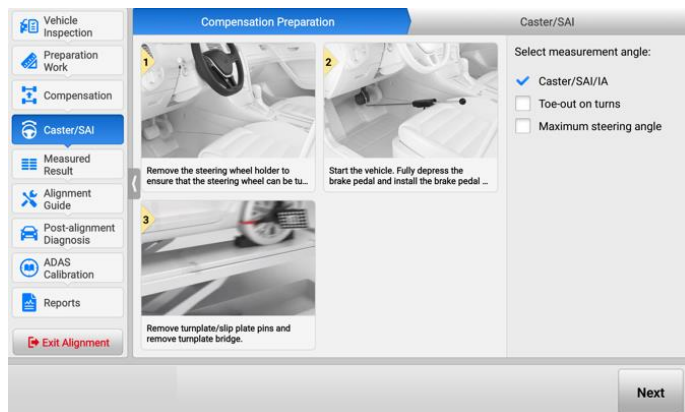 Vehicle
Inspection
Preparation
Work
Compensation
Caster/SAI
Measured
Result
Alignment
Guide
Post-alignment
Diagnosis
ADAS
Calibration
Reports
Exit Alignment
Compensation Preparation
Caster/SAI
1
Remove the steering wheel holder to
ensure that the steering wheel can be tu...
2
Start the vehicle. Fully depress the
brake pedal and install the brake pedal ...
3
Remove turnplate/slip plate pins and
remove turnplate bridge.
Select measurement angle:
Caster/SAI/IA
Toe-out on turns
Maximum steering angle
Next